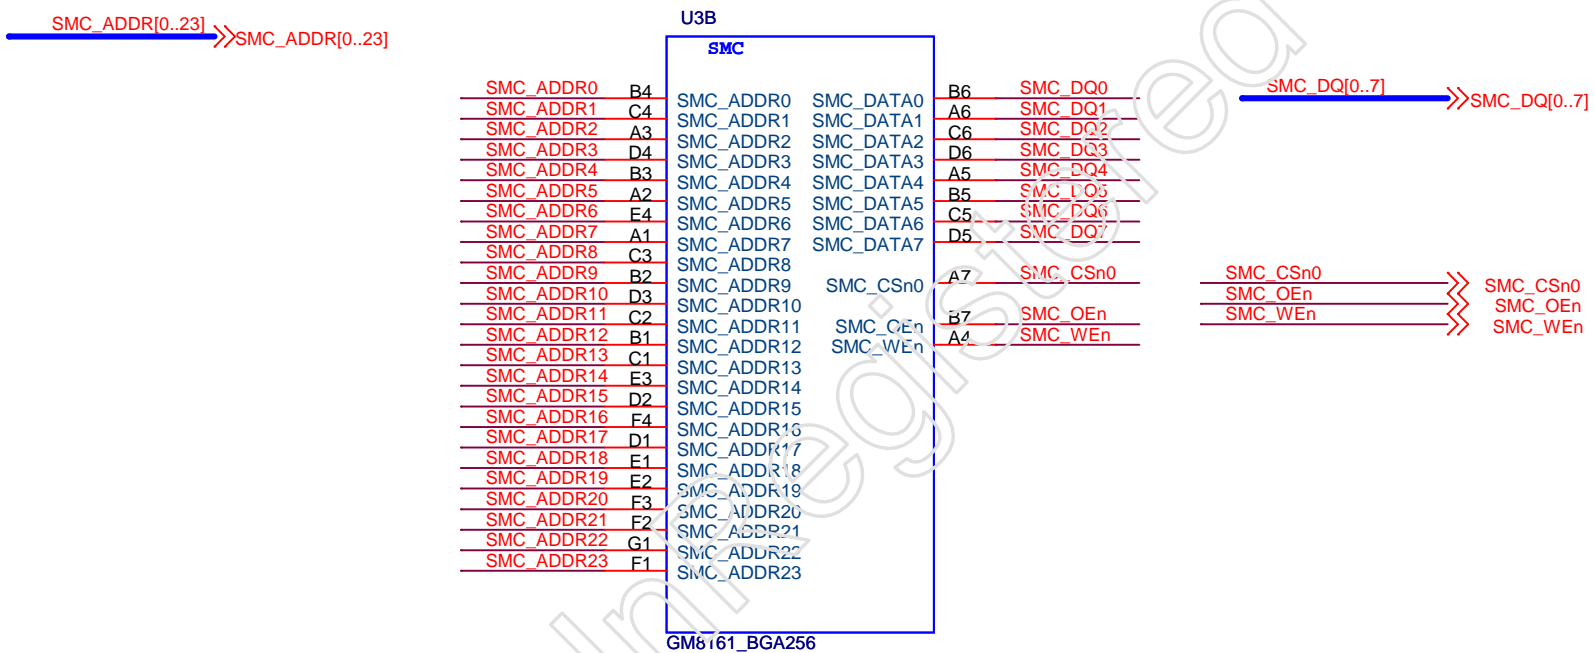 U3B
SMC_ADDR[0..23]
SMC_ADDR[0..23]
SMC
SMC_ADDR0 B4 SMC_ADDR0 SMC_DATA0 B6 SMC_DQ0
SMC_DQ[0..7]
SMC_DQ[0..7]
SMC_ADDR1 C4 SMC_ADDR1 SMC_DATA1 A6 SMC_DQ1
SMC_ADDR2 A3 SMC_ADDR2 SMC_DATA2 C6 SMC_DQ2
SMC_ADDR3 D4 SMC_ADDR3 SMC_DATA3 D6 SMC_DQ3
SMC_ADDR4 B3 SMC_ADDR4 SMC_DATA4 A5 SMC_DQ4
SMC_ADDR5 A2 SMC_ADDR5 SMC_DATA5 B5 SMC_DQ5
SMC_ADDR6 E4 SMC_ADDR6 SMC_DATA6 C5 SMC_DQ6
SMC_ADDR7 A1 SMC_ADDR7 SMC_DATA7 D5 SMC_DQ7
SMC_ADDR8 C3 SMC_ADDR8
SMC_ADDR9 B2 SMC_ADDR9 SMC_CSn0 A7 SMC_CSn0 SMC_CSn0 SMC_CSn0
SMC_ADDR10 D3 SMC_ADDR10 SMC_OEn SMC_OEn
SMC_ADDR11 C2 SMC_ADDR11 SMC_OEn B7 SMC_OEn SMC_WEn SMC_WEn
SMC_ADDR12 B1 SMC_ADDR12 SMC_WEn A4 SMC_WEn
SMC_ADDR13 C1 SMC_ADDR13
SMC_ADDR14 E3 SMC_ADDR14
SMC_ADDR15 D2 SMC_ADDR15
SMC_ADDR16 F4 SMC_ADDR16
SMC_ADDR17 D1 SMC_ADDR17
SMC_ADDR18 E1 SMC_ADDR18
SMC_ADDR19 E2 SMC_ADDR19
SMC_ADDR20 F3 SMC_ADDR20
SMC_ADDR21 F2 SMC_ADDR21
SMC_ADDR22 G1 SMC_ADDR22
SMC_ADDR23 F1 SMC_ADDR23
GM8161_BGA256
UnRegistered